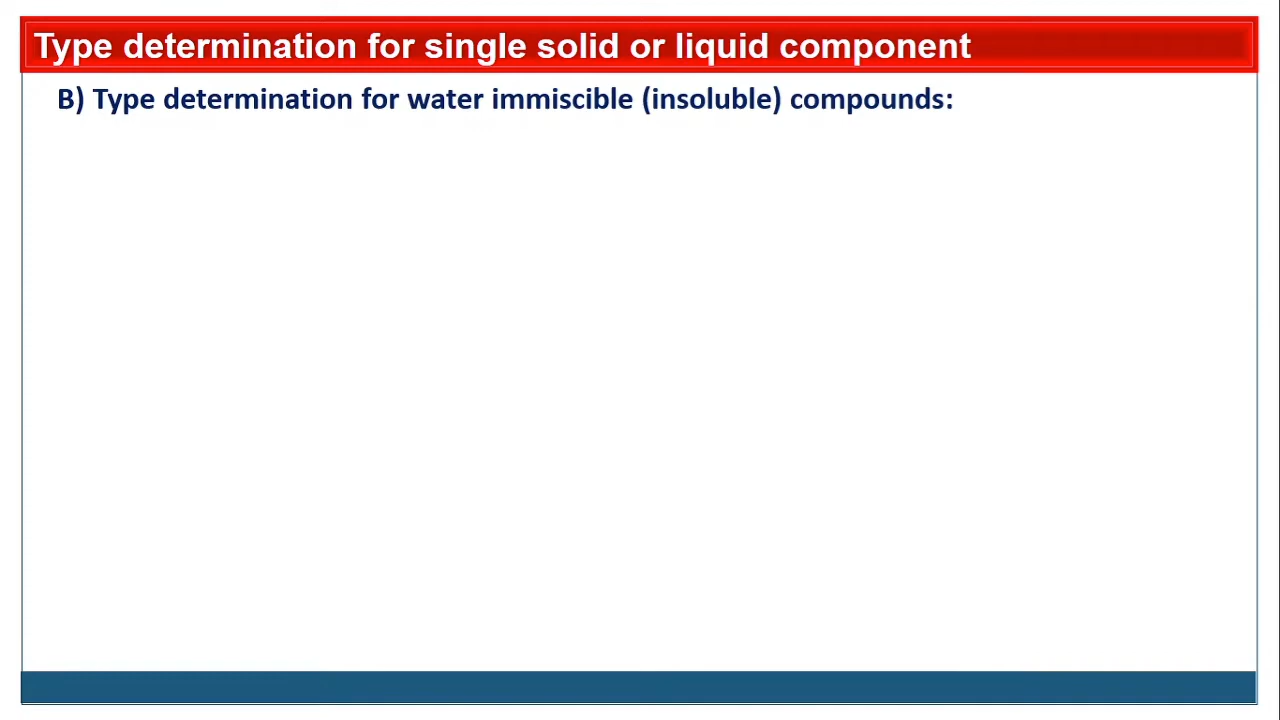 Type determination for single solid or liquid component
B) Type determination for water immiscible (insoluble) compounds: